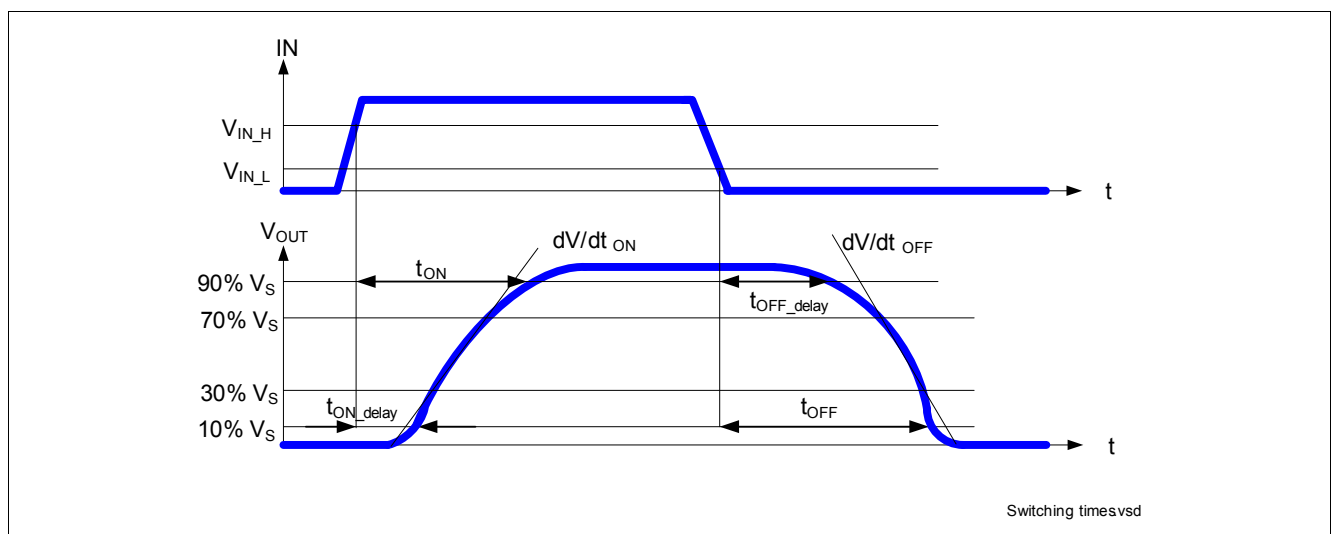 IN
V_IN_H
V_IN_L
t
V_OUT
dV/dt ON
dV/dt OFF
t_ON
90% V_S
t_OFF_delay
70% V_S
30% V_S
t_ON_delay
t_OFF
10% V_S
t
Switching times.vsd